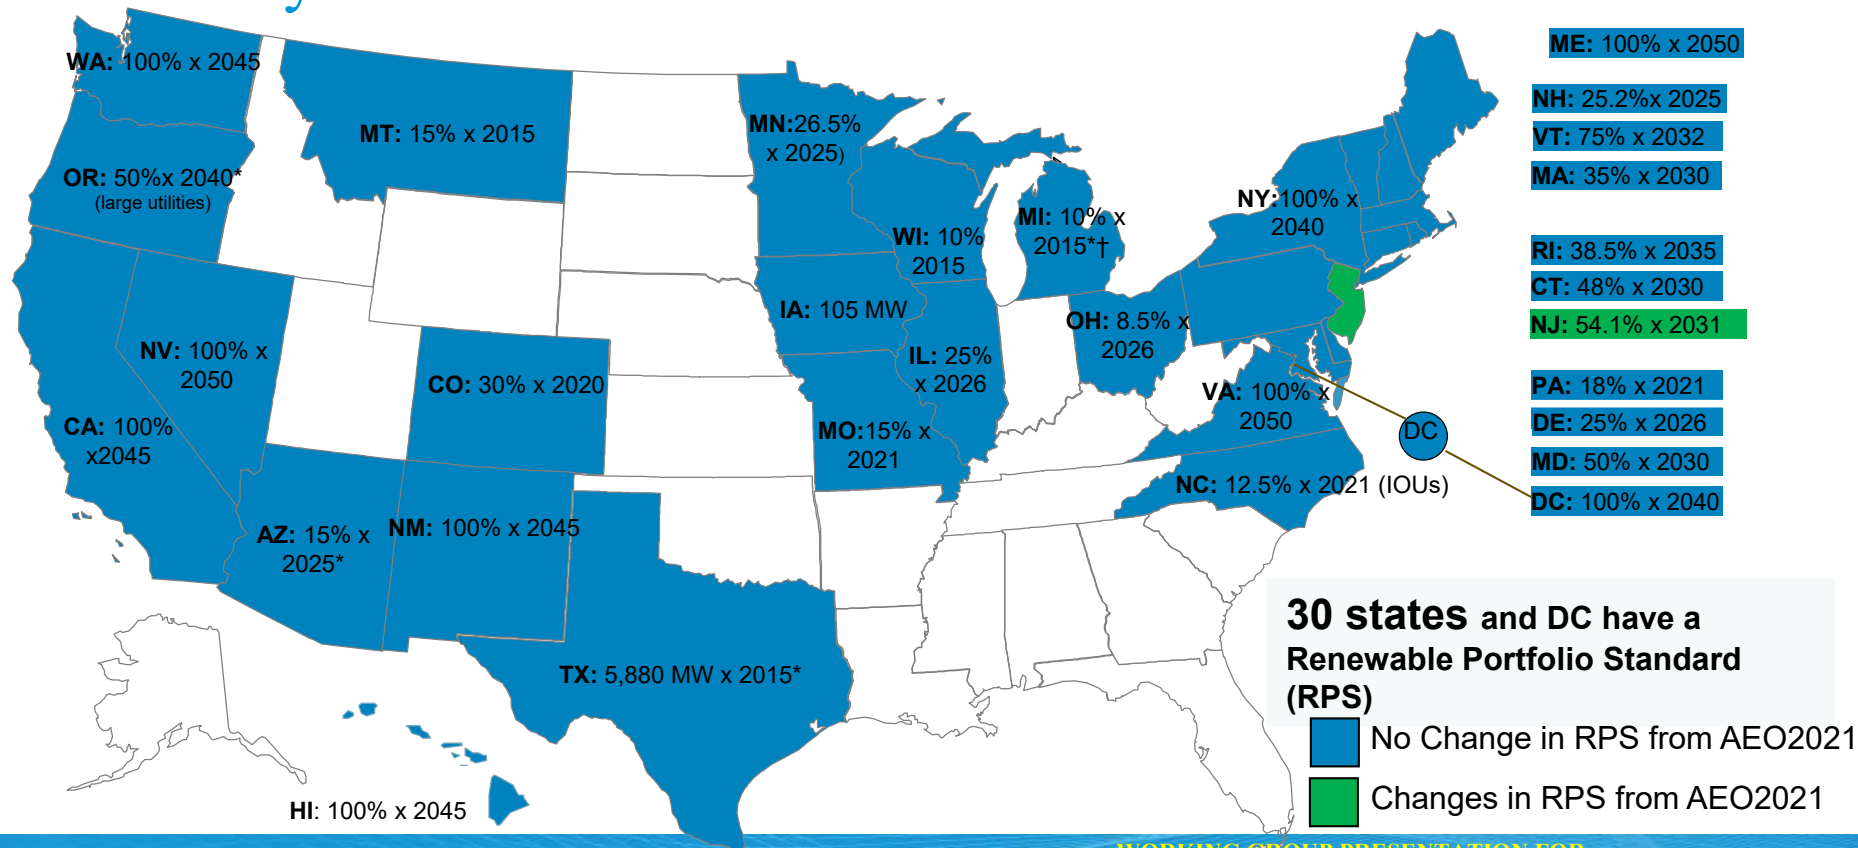 WA: 100% x 2045
MT: 15% x 2015
OR: 50%x 2040*
(large utilities)
MN:26.5%
x 2025)
WI: 10%
2015
MI: 10% x
2015*†
NY:100% x
2040
IA: 105 MW
NV: 100% x
2050
CO: 30% x 2020
IL: 25%
x 2026
OH: 8.5% x
2026
CA: 100%
x2045
MO:15% x
2021
VA: 100% x
2050
DC
NC: 12.5% x 2021 (IOUs)
AZ: 15% x
2025*
NM: 100% x 2045
TX: 5,880 MW x 2015*
HI: 100% x 2045
ME: 100% x 2050
NH: 25.2%x 2025
VT: 75% x 2032
MA: 35% x 2030
RI: 38.5% x 2035
CT: 48% x 2030
NJ: 54.1% x 2031
PA: 18% x 2021
DE: 25% x 2026
MD: 50% x 2030
DC: 100% x 2040
30 states and DC have a
Renewable Portfolio Standard
(RPS)
No Change in RPS from AEO2021
Changes in RPS from AEO2021
WORKING GROUP PRESENTATION FOR